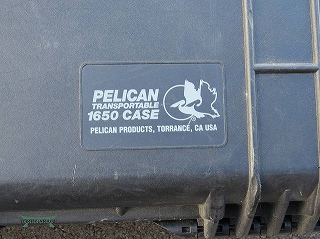 PELICAN
TRANSPORTABLE
1650 CASE
PELICAN PRODUCTS, TORRANCE, CA USA